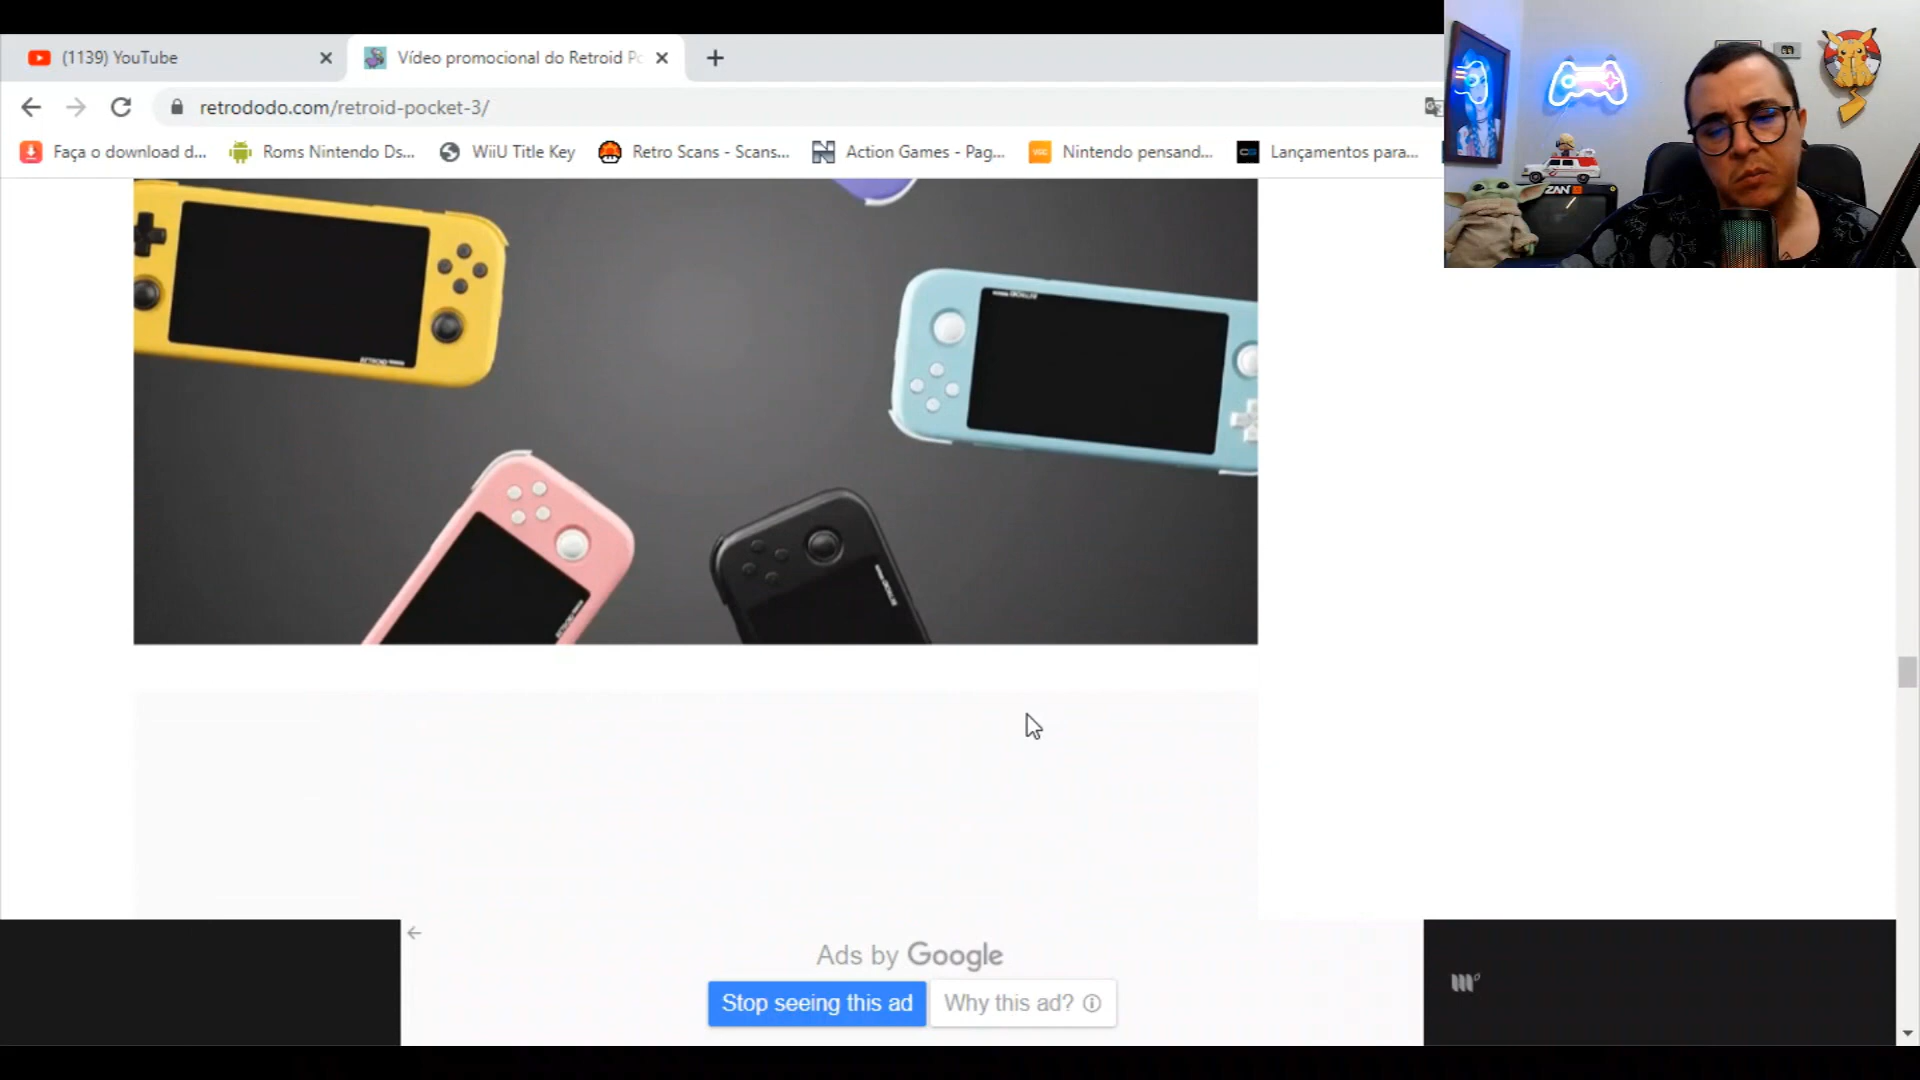 (1139) YouTube
Vídeo promocional do Retroid Po
retrododo.com/retroid-pocket-3/
Faça o download d...
Roms Nintendo Ds...
WiiU Title Key
Retro Scans - Scans...
Action Games - Pag...
Nintendo pensand...
Lançamentos para...
Ads by Google
Stop seeing this ad
Why this ad?